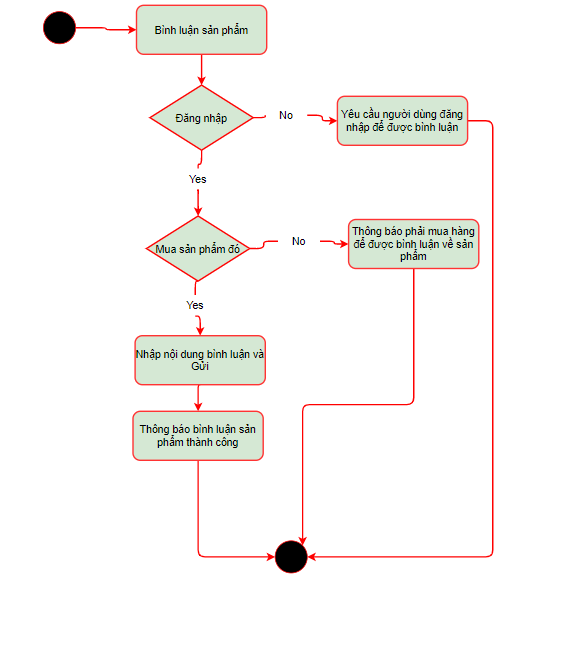 Bình luận sản phẩm
Đăng nhập
No
Yêu cầu người dùng đăng
nhập để được bình luận
Yes
Mua sản phẩm đó
No
Thông báo phải mua hàng
để được bình luận về sản
phẩm
Yes
Nhập nội dung bình luận và
Gửi
Thông báo bình luận sản
phẩm thành công